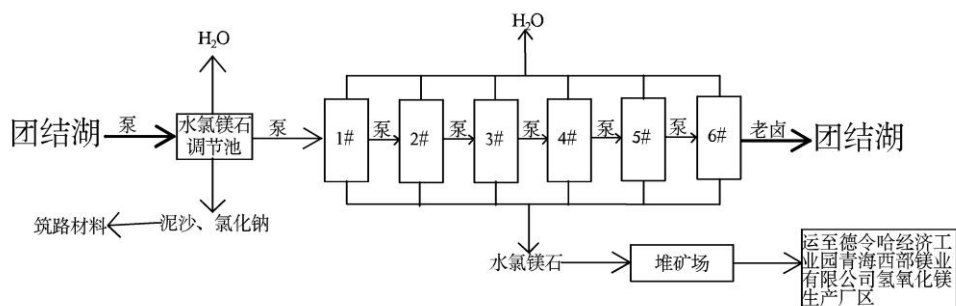 H₂O
H₂O
团结湖
泵
水氯镁石
调节池
泵
1#
泵
2#
泵
3#
泵
4#
泵
5#
泵
6#
老卤
团结湖
筑路材料
泥沙、氯化钠
水氯镁石
堆矿场
运至德令哈经济工
业园青海西部镁业
有限公司氢氧化镁
生产厂区